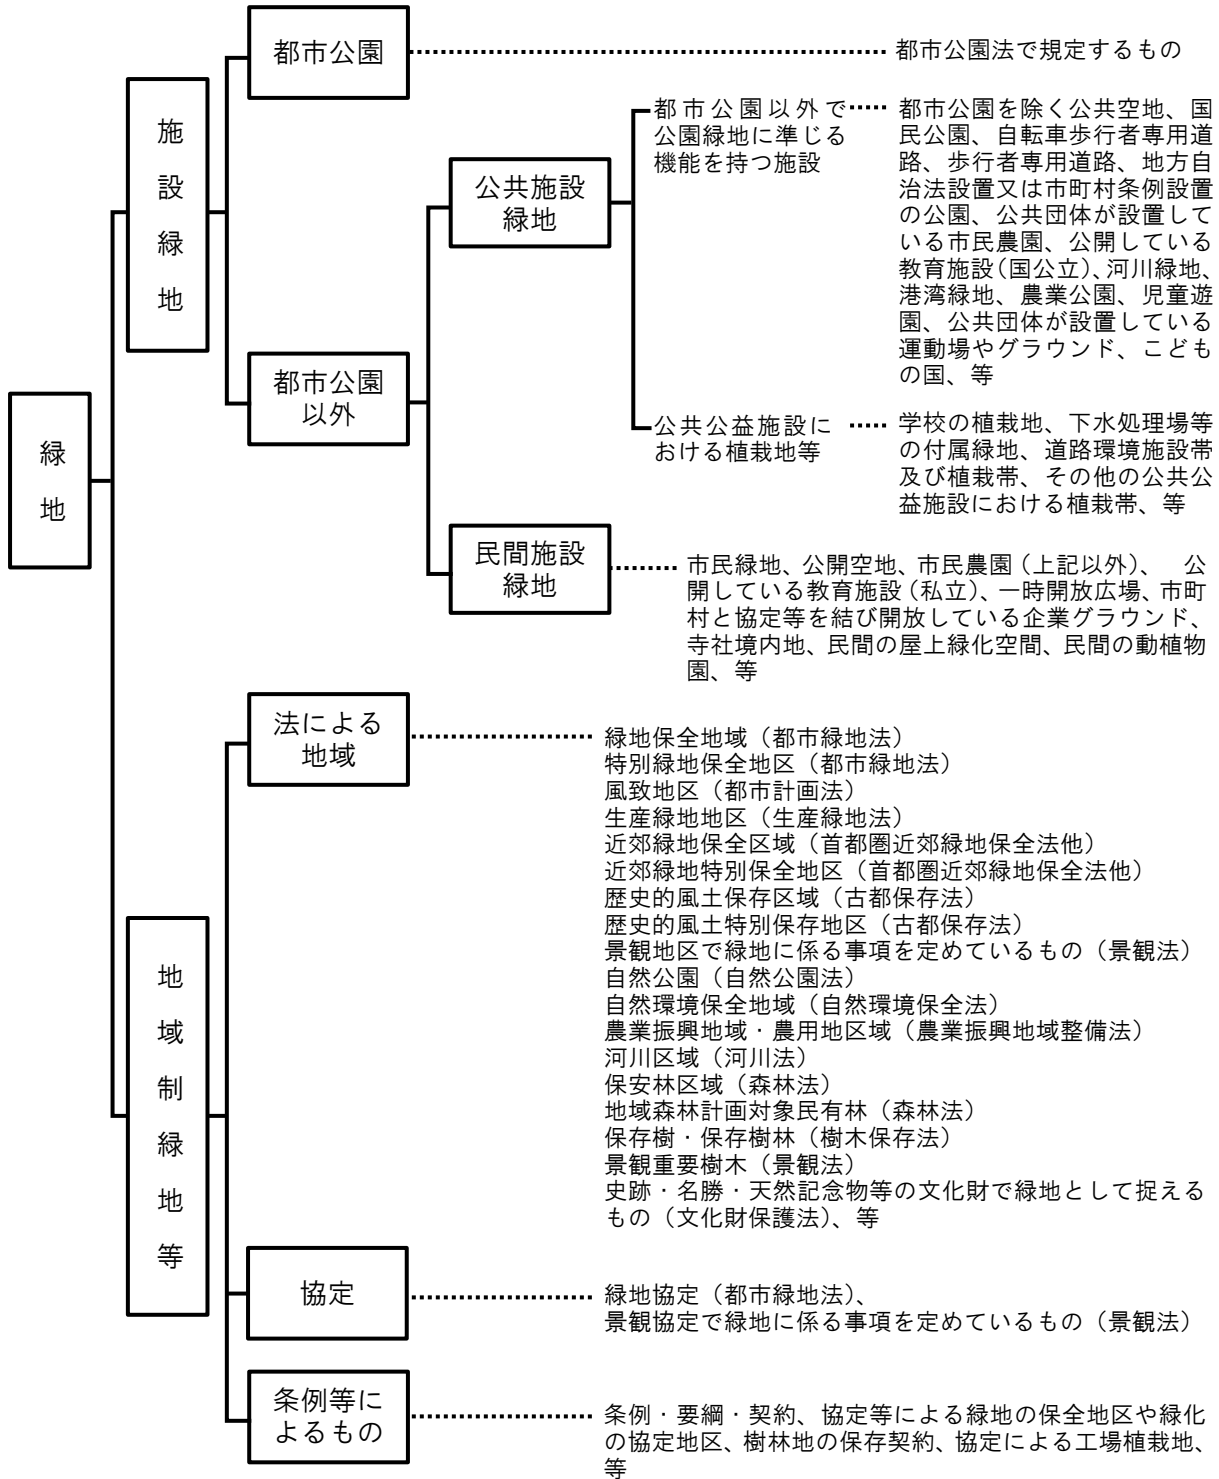 緑地
施設緑地
都市公園
都市公園法で規定するもの
都市公園以外
公共施設
緑地
都市公園以外で
公園緑地に準じる
機能を持つ施設
都市公園を除く公共空地、国
民公園、自転車歩行者専用道
路、歩行者専用道路、地方自
治法設置又は市町村条例設置
の公園、公共団体が設置して
いる市民農園、公開している
教育施設(国公立)、河川緑地、
港湾緑地、農業公園、児童遊
園、公共団体が設置している
運動場やグラウンド、こども
の国、等
公共公益施設に
おける植栽地等
学校の植栽地、下水処理場等
の付属緑地、道路環境施設帯
及び植栽帯、その他の公共公
益施設における植栽帯、等
民間施設
緑地
市民緑地、公開空地、市民農園(上記以外)、 公
開している教育施設(私立)、一時開放広場、市町
村と協定等を結び開放している企業グラウンド、
寺社境内地、民間の屋上緑化空間、民間の動植物
園、等
地域制緑地等
法による
地域
緑地保全地域(都市緑地法)
特別緑地保全地区(都市緑地法)
風致地区(都市計画法)
生産緑地地区(生産緑地法)
近郊緑地保全区域(首都圏近郊緑地保全法他)
近郊緑地特別保全地区(首都圏近郊緑地保全法他)
歴史的風土保存区域(古都保存法)
歴史的風土特別保存地区(古都保存法)
景観地区で緑地に係る事項を定めているもの(景観法)
自然公園(自然公園法)
自然環境保全地域(自然環境保全法)
農業振興地域・農用地区域(農業振興地域整備法)
河川区域(河川法)
保安林区域(森林法)
地域森林計画対象民有林(森林法)
保存樹・保存樹林(樹木保存法)
景観重要樹木(景観法)
史跡・名勝・天然記念物等の文化財で緑地として捉える
もの(文化財保護法)、等
協定
緑地協定(都市緑地法)、
景観協定で緑地に係る事項を定めているもの(景観法)
条例等に
よるもの
条例・要綱・契約、協定等による緑地の保全地区や緑化
の協定地区、樹林地の保存契約、協定による工場植栽地、
等